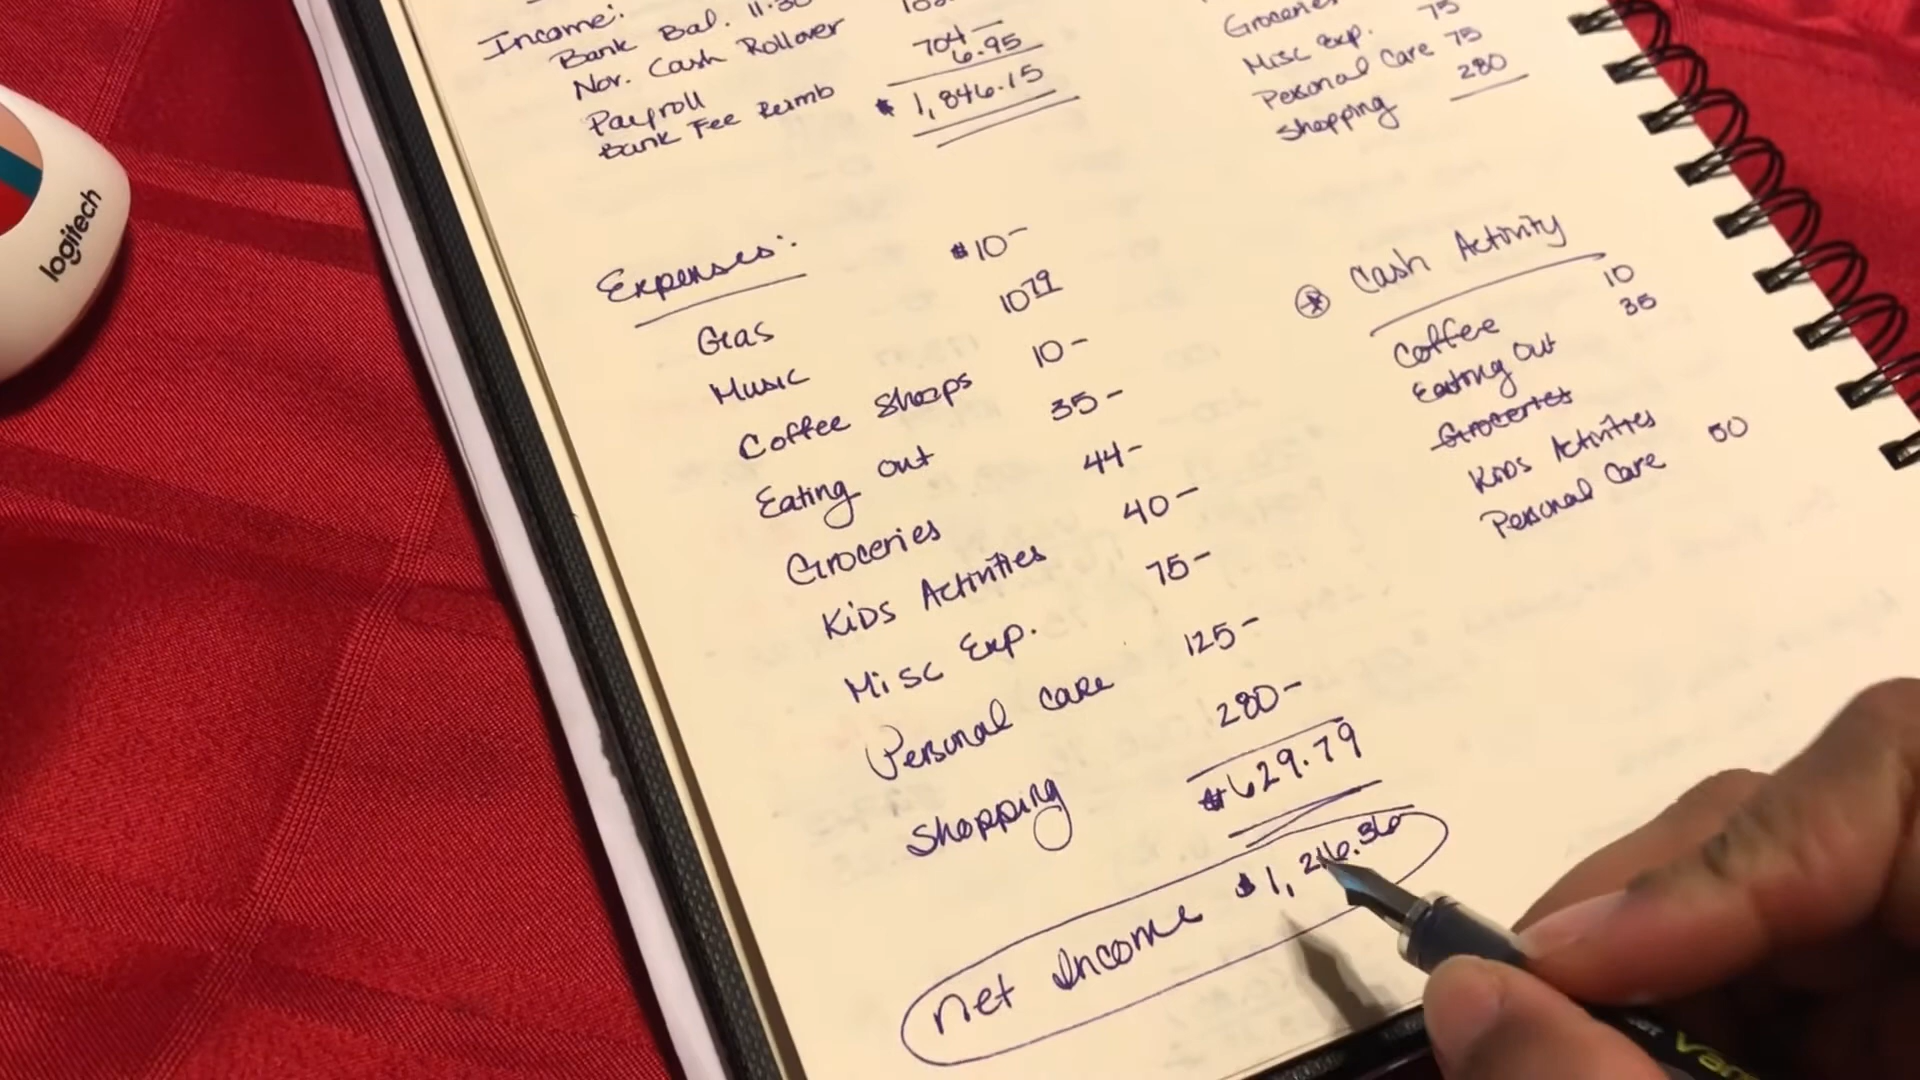 Income:
Bank Bal. 11.30
Nov. Cash Rollover
Payroll 704-
Bank Fee Reimb 6.95
$ 1,846.15
Groceries 75
Misc Exp. 75
Personal Care 280
Shopping
Expenses:
Gas $10-
Music 10 79
Coffee Shops 10-
Eating Out 35-
Groceries 44-
Kids Activities 40-
Misc Exp. 75-
Personal Care 125-
Shopping 280-
$629.79
Net Income $1,216.36
* Cash Activity
Coffee 10
Eating Out 35
Groceries
Kids Activities
Personal Care 50
logitech